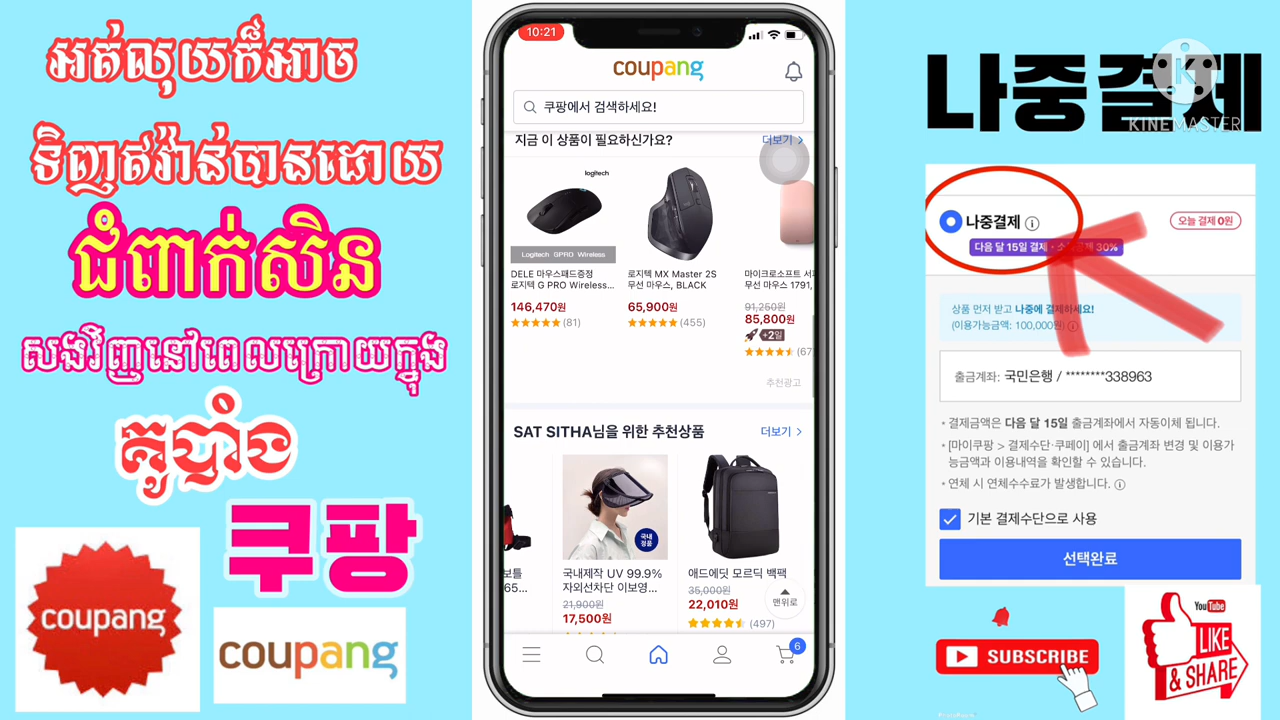 អត់លុយក៏អាច
ទិញឥវ៉ាន់បានដោយ
ជំពាក់សិន
សងវិញនៅពេលក្រោយក្នុង
គូប៉ាំង
쿠팡
coupang
coupang
10:21
coupang
쿠팡에서 검색하세요!
지금 이 상품이 필요하신가요?
더보기 >
logitech
Logitech GPRO Wireless
DELE 마우스패드증정
로지텍 G PRO Wireless...
146,470원
(81)
로지텍 MX Master 2S
무선 마우스, BLACK
65,900원
(455)
마이크로소프트 서피
무선 마우스 1791,
91,250원
85,800원
+2일
(67
추천광고
SAT SITHA님을 위한 추천상품
더보기 >
보틀
65...
국내
정품
국내제작 UV 99.9%
자외선차단 이보영...
21,900원
17,500원
애드에딧 모르딕 백팩
35,000원
22,010원
(497)
맨위로
6
나중결제
K
KINEMASTER
나중결제
오늘 결제 0원
다음 달 15일 결제
30%
상품 먼저 받고 나중에 결제하세요!
(이용가능금액: 100,000원)
출금계좌: 국민은행 / ********338963
• 결제금액은 다음 달 15일 출금계좌에서 자동이체 됩니다.
• [마이쿠팡 > 결제수단·쿠페이] 에서 출금계좌 변경 및 이용가
능금액과 이용내역을 확인할 수 있습니다.
• 연체 시 연체수수료가 발생합니다.
기본 결제수단으로 사용
선택완료
SUBSCRIBE
YouTube
LIKE
& SHARE